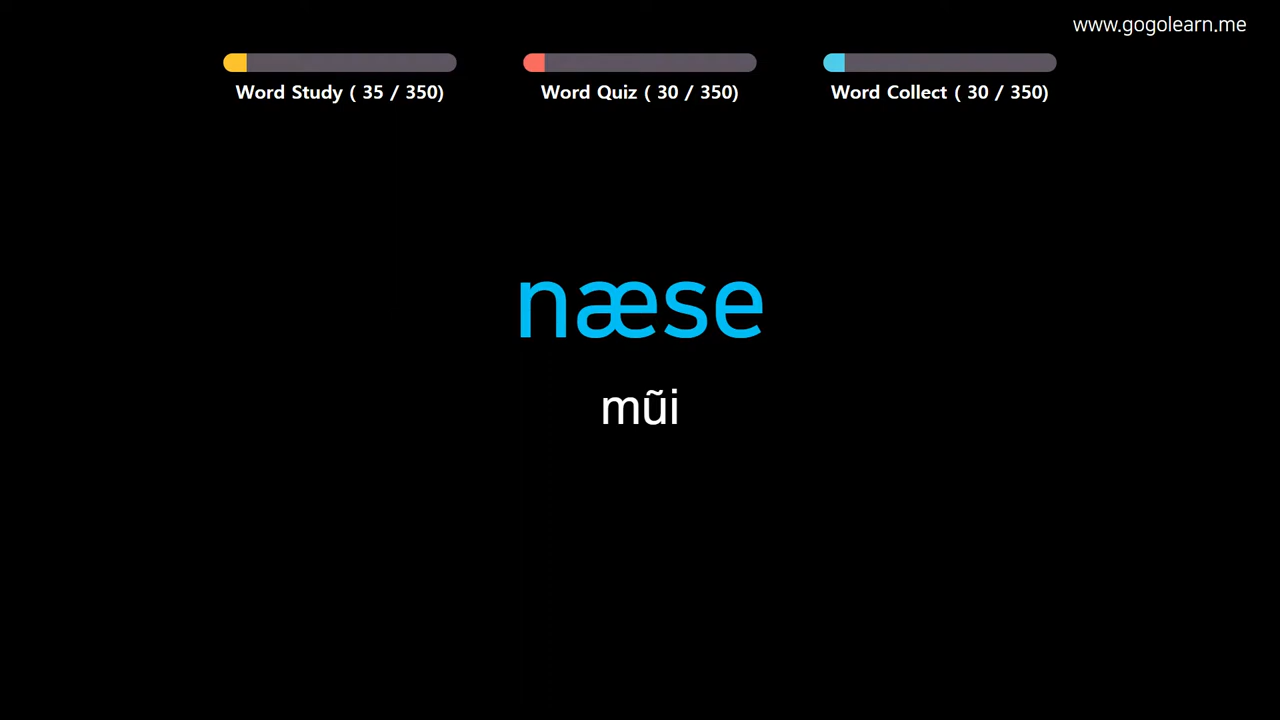 www.gogolearn.me
Word Study ( 35 / 350)
Word Quiz ( 30 / 350)
Word Collect ( 30 / 350)
næse
mũi